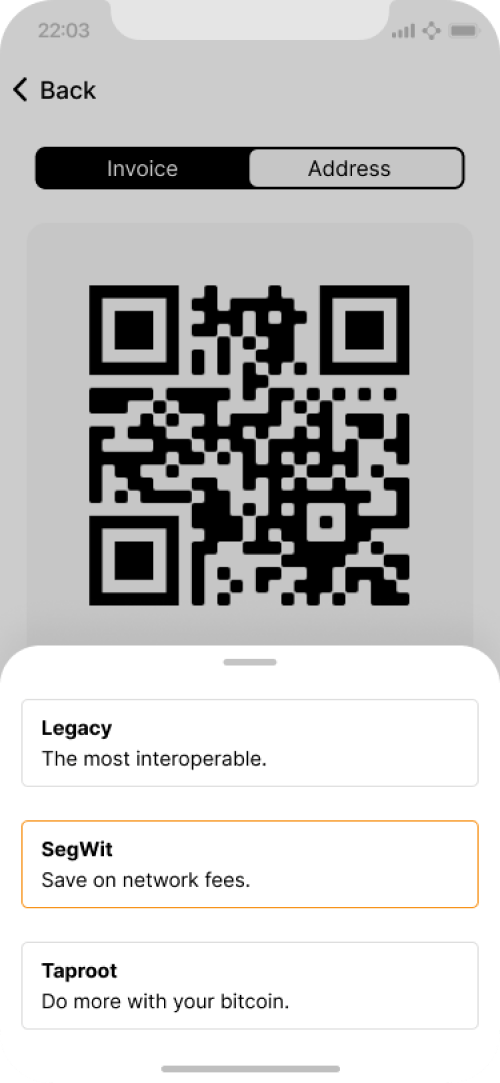 22:03
Back
Invoice
Address
Legacy
The most interoperable.
SegWit
Save on network fees.
Taproot
Do more with your bitcoin.